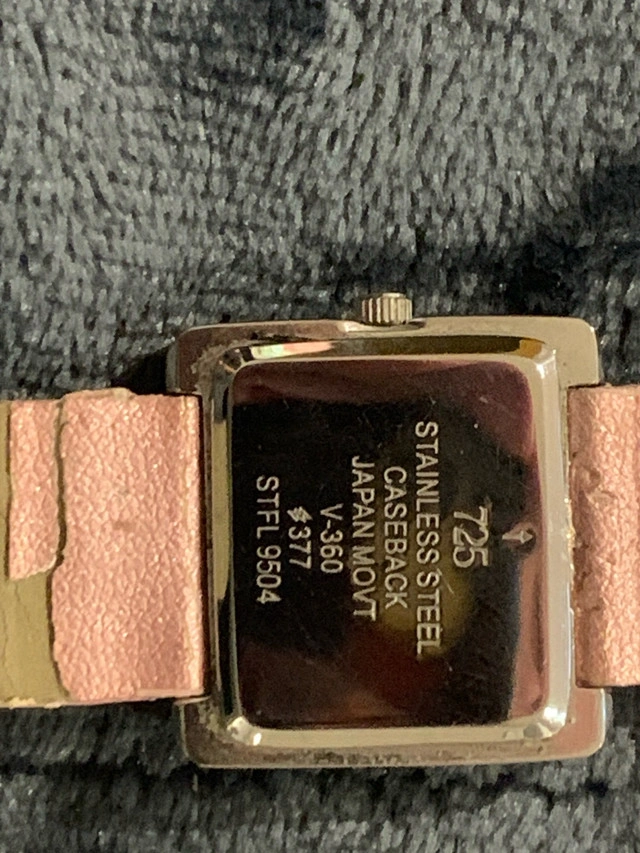 725
STAINLESS STEEL
CASEBACK
JAPAN MOVT
V-360
377
STFL 9504